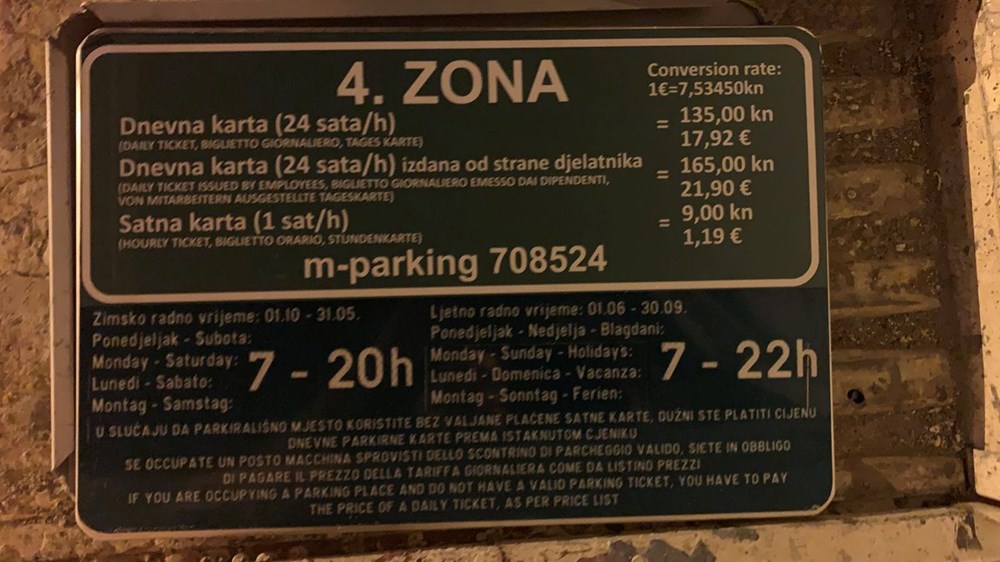 4. ZONA
Conversion rate:
1€=7,53450kn
Dnevna karta (24 sata/h)
(DAILY TICKET, BIGLIETTO GIORNALIERO, TAGES KARTE)
= 135,00 kn
17,92 €
Dnevna karta (24 sata/h) izdana od strane djelatnika
(DAILY TICKET ISSUED BY EMPLOYEES, BIGLIETTO GIORNALIERO EMESSO DAI DIPENDENTI,
VON MITARBEITERN AUSGESTELLTE TAGESKARTE)
= 165,00 kn
21,90 €
Satna karta (1 sat/h)
(HOURLY TICKET, BIGLIETTO ORARIO, STUNDENKARTE)
= 9,00 kn
1,19 €
m-parking 708524
Zimsko radno vrijeme: 01.10 - 31.05.
Ponedjeljak - Subota:
Monday - Saturday:
Lunedi - Sabato:
Montag - Samstag:
7 - 20h
Ljetno radno vrijeme: 01.06 - 30.09.
Ponedjeljak - Nedjelja - Blagdani:
Monday - Sunday - Holidays:
Lunedi - Domenica - Vacanza:
Montag - Sonntag - Ferien:
7 - 22h
U SLUČAJU DA PARKIRALIŠNO MJESTO KORISTITE BEZ VALJANE PLAĆENE SATNE KARTE, DUŽNI STE PLATITI CIJENU
DNEVNE PARKIRNE KARTE PREMA ISTAKNUTOM CJENIKU
SE OCCUPATE UN POSTO MACCHINA SPROVISTI DELLO SCONTRINO DI PARCHEGGIO VALIDO, SIETE IN OBBLIGO
DI PAGARE IL PREZZO DELLA TARIFFA GIORNALIERA COME DA LISTINO PREZZI
IF YOU ARE OCCUPYING A PARKING PLACE AND DO NOT HAVE A VALID PARKING TICKET, YOU HAVE TO PAY
THE PRICE OF A DAILY TICKET, AS PER PRICE LIST